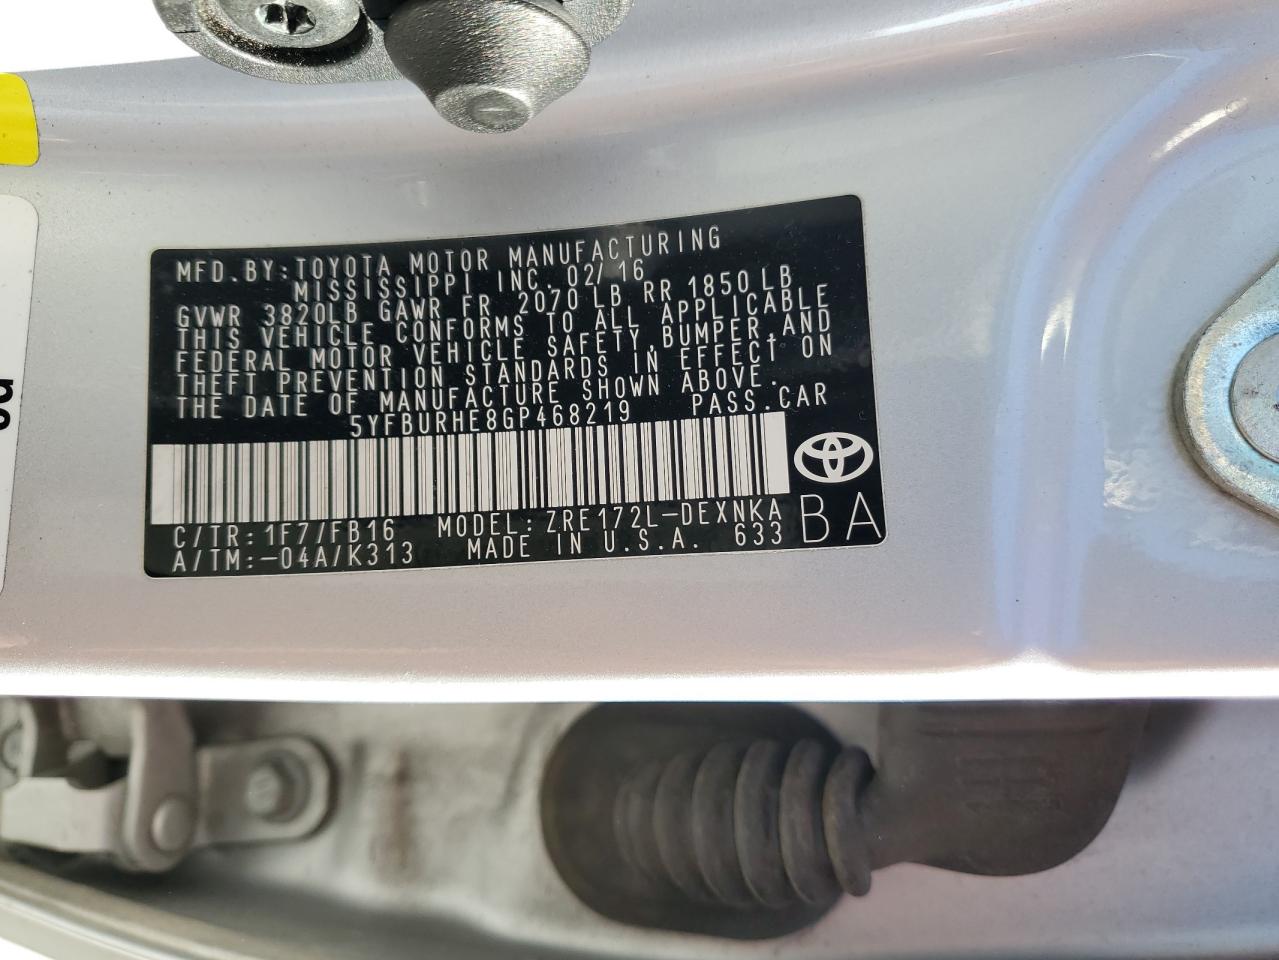 MFD.BY:TOYOTA MOTOR MANUFACTURING
MISSISSIPPI INC. 02/16
GVWR 3820LB GAWR FR 2070 LB RR 1850 LB
THIS VEHICLE CONFORMS TO ALL APPLICABLE
FEDERAL MOTOR VEHICLE SAFETY,BUMPER,AND
THEFT PREVENTION STANDARDS IN EFFECT ON
THE DATE OF MANUFACTURE SHOWN ABOVE.
5YFBURHE8GP468219 PASS.CAR
C/TR: 1F7/FB16 MODEL: ZRE172L-DEXNKA
A/TM:-04A/K313 MADE IN U.S.A. 633
BA